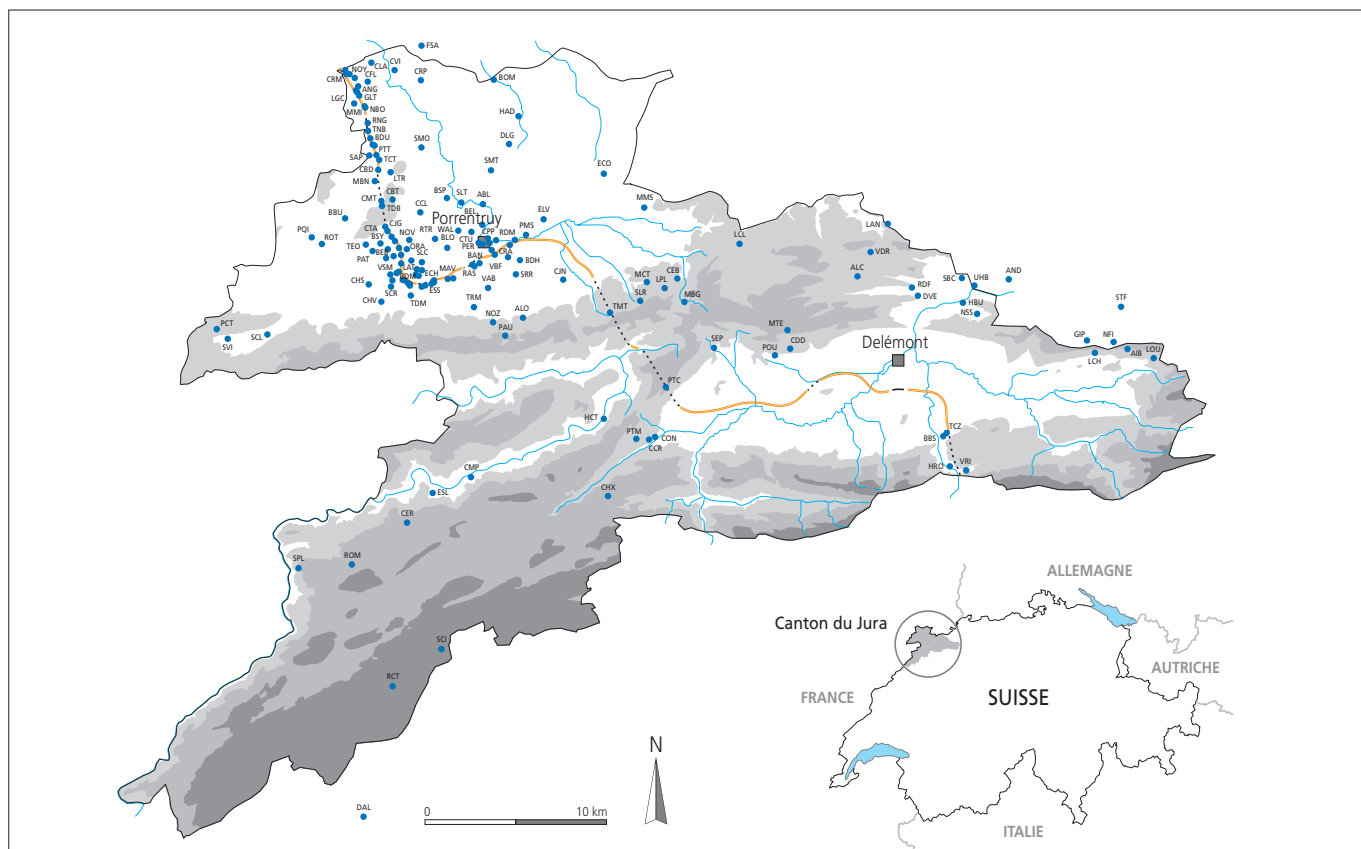 FSA
NOY
CLA
CVI
CRM
CFL
CRP
BOM
ANG
LGC
GLT
MMI
NBO
HAD
RNG
TNB
BDU
SMO
DLG
PTT
SAP
TCT
CBD
SMT
ECO
MBN
LTR
CBT
BSP
SLT
ABL
CMT
TDB
MMS
BBU
CCL
BEL
ELV
Porrentruy
CJG
CTA
PQI
ROT
BSY
NOV
RTR
WAL
CTU
CPP
RDM
PMS
LAN
TEO
ORA
BLO
PER
CRA
LCL
PAT
BER
SLC
BAN
VBF
BDH
VDR
VSM
LAT
ECH
MAV
RAS
SRR
CJN
MCT
CEB
ALC
SBC
UHB
AND
CHS
SCR
ESS
VAB
LPL
RDF
DVE
CHV
TDM
TRM
ALO
SLR
MBG
HBU
NSS
STF
NOZ
TMT
PCT
SVI
SCL
PAU
SEP
MTE
CDD
POU
Delémont
GIP
NFI
LCH
AIB
LOU
PTC
HCT
PTM
CON
CCR
TCZ
BBS
HRO
VRI
CMP
ESL
CHX
CER
SPL
ROM
SCI
RCT
DAL
0
10 km
N
ALLEMAGNE
Canton du Jura
AUTRICHE
FRANCE
SUISSE
ITALIE